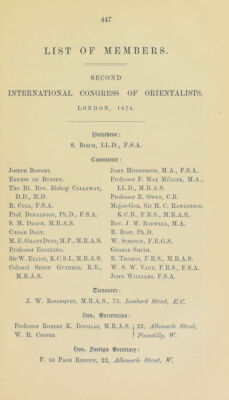 447
LIST OF MEMBERS.
SECOND
INTERNATIONAL CONGRESS OF ORIENTALISTS,
LONDON, 1874.
President:
S. BIRCH, LL.D., F.S.A.
Committee:
JOSEPH BONOMI.
ERNEST DE BUNSEN.
The Rt. Rev. Bishop CALLAWAY,
D.D., M.D.
R. CULL, F.S.A.
Prof. DONALDSON, Ph.D., F.S.A.
S. M. DRACH, M.R.A.S.
CÆSAR DALY.
M. E. GRANT DUFF, M.P., M.R.A.S.
Professor EGGELING.
Sir W. ELLIOT, K.C.S.I., M.R.A.S.
Colonel SETON GUTHRIE, R.E.,
M.R.A.S.
JOHN HENDERSON, M.A., F.S.A.
Professor F. MAX MÜLLER, M.A.,
LL.D., M.R.A.S.
Professor R. OWEN, C.B.
Major-Gen. Sir H. C. RAWLINSON,
K.C.B., F.R.S., M.R.A.S.
Rev. J. M. RODWELL, M.A.
R. ROST, Ph.D.
W. SIMPSON, F.R.G.S.
GEORGE SMITH.
E. THOMAS, F.R.S., M.R.A.S.
W. S. W. VAUX, F.R.S., F.S.A.
JOHN WILLIAMS, F.S.A.
Treasurer:
J. W. BOSANQUET, M.R.A.S., 73, Lombard Street, E.C.
Hon. Secretaries
Professor ROBERT K. DOUGLAS, M.R.A.S. } 22, Albemarle Street,
W. R. COOPER } Piccadilly, W.
Hon. Foreign Secretary:
P. LE PAGE RENOUF, 22, Albemarle Street, W.